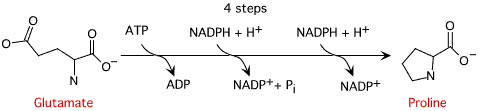 4 steps
ATP NADPH + H⁺ NADPH + H⁺
O O O O⁻ N
O O⁻ N
ADP NADP⁺ + Pᵢ NADP⁺
Glutamate Proline